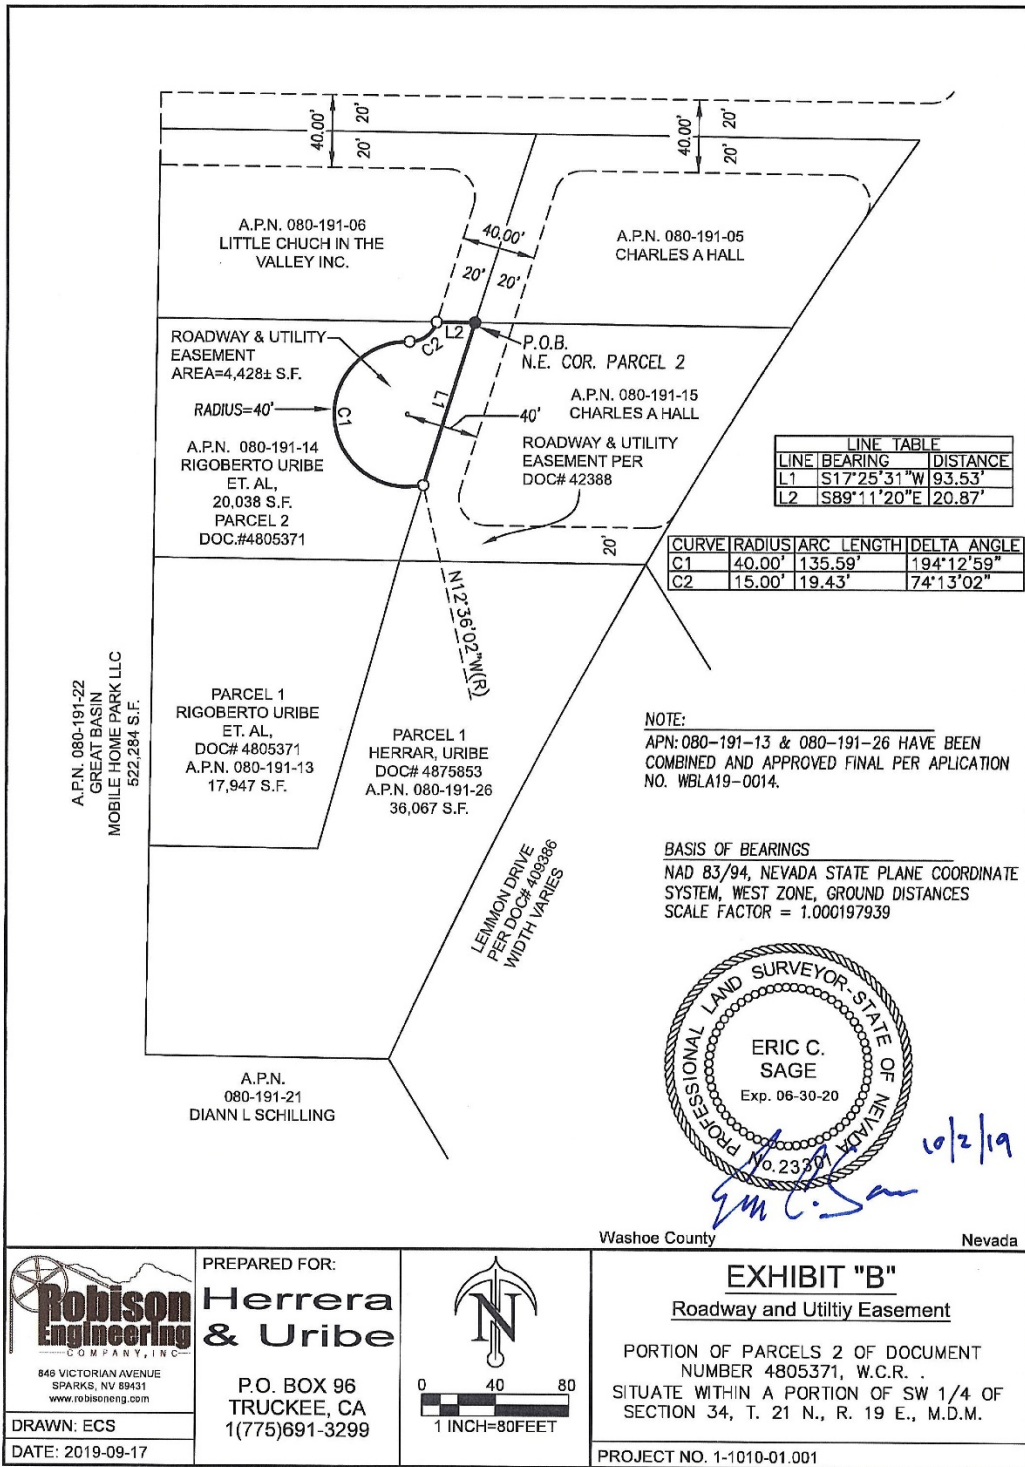 40.00'
20'
20'
40.00'
20'
20'
A.P.N. 080-191-06
LITTLE CHUCH IN THE
VALLEY INC.
40.00'
20'
20'
A.P.N. 080-191-05
CHARLES A HALL
ROADWAY & UTILITY
EASEMENT
AREA=4,428± S.F.
L2
C2
P.O.B.
N.E. COR. PARCEL 2
RADIUS=40'
C1
L1
40'
A.P.N. 080-191-15
CHARLES A HALL
ROADWAY & UTILITY
EASEMENT PER
DOC# 42388
A.P.N. 080-191-14
RIGOBERTO URIBE
ET. AL,
20,038 S.F.
PARCEL 2
DOC.#4805371
20'
LINE TABLE
LINE BEARING DISTANCE
L1 S17°25'31"W 93.53'
L2 S89°11'20"E 20.87'
CURVE RADIUS ARC LENGTH DELTA ANGLE
C1 40.00' 135.59' 194°12'59"
C2 15.00' 19.43' 74°13'02"
N12°36'02"W(R)
A.P.N. 080-191-22
GREAT BASIN
MOBILE HOME PARK LLC
522,284 S.F.
PARCEL 1
RIGOBERTO URIBE
ET. AL,
DOC# 4805371
A.P.N. 080-191-13
17,947 S.F.
PARCEL 1
HERRAR, URIBE
DOC# 4875853
A.P.N. 080-191-26
36,067 S.F.
LEMMON DRIVE
PER DOC# 409386
WIDTH VARIES
NOTE:
APN: 080-191-13 & 080-191-26 HAVE BEEN
COMBINED AND APPROVED FINAL PER APLICATION
NO. WBLA19-0014.
BASIS OF BEARINGS
NAD 83/94, NEVADA STATE PLANE COORDINATE
SYSTEM, WEST ZONE, GROUND DISTANCES
SCALE FACTOR = 1.000197939
A.P.N.
080-191-21
DIANN L SCHILLING
PROFESSIONAL LAND SURVEYOR-STATE OF NEVADA
ERIC C.
SAGE
Exp. 06-30-20
No. 23301
10/2/19
Washoe County
Nevada
Robison
Engineering
COMPANY, INC
846 VICTORIAN AVENUE
SPARKS, NV 89431
www.robisoneng.com
DRAWN: ECS
DATE: 2019-09-17
PREPARED FOR:
Herrera
& Uribe
P.O. BOX 96
TRUCKEE, CA
1(775)691-3299
N
0 40 80
1 INCH=80FEET
EXHIBIT "B"
Roadway and Utiltiy Easement
PORTION OF PARCELS 2 OF DOCUMENT
NUMBER 4805371, W.C.R. .
SITUATE WITHIN A PORTION OF SW 1/4 OF
SECTION 34, T. 21 N., R. 19 E., M.D.M.
PROJECT NO. 1-1010-01.001